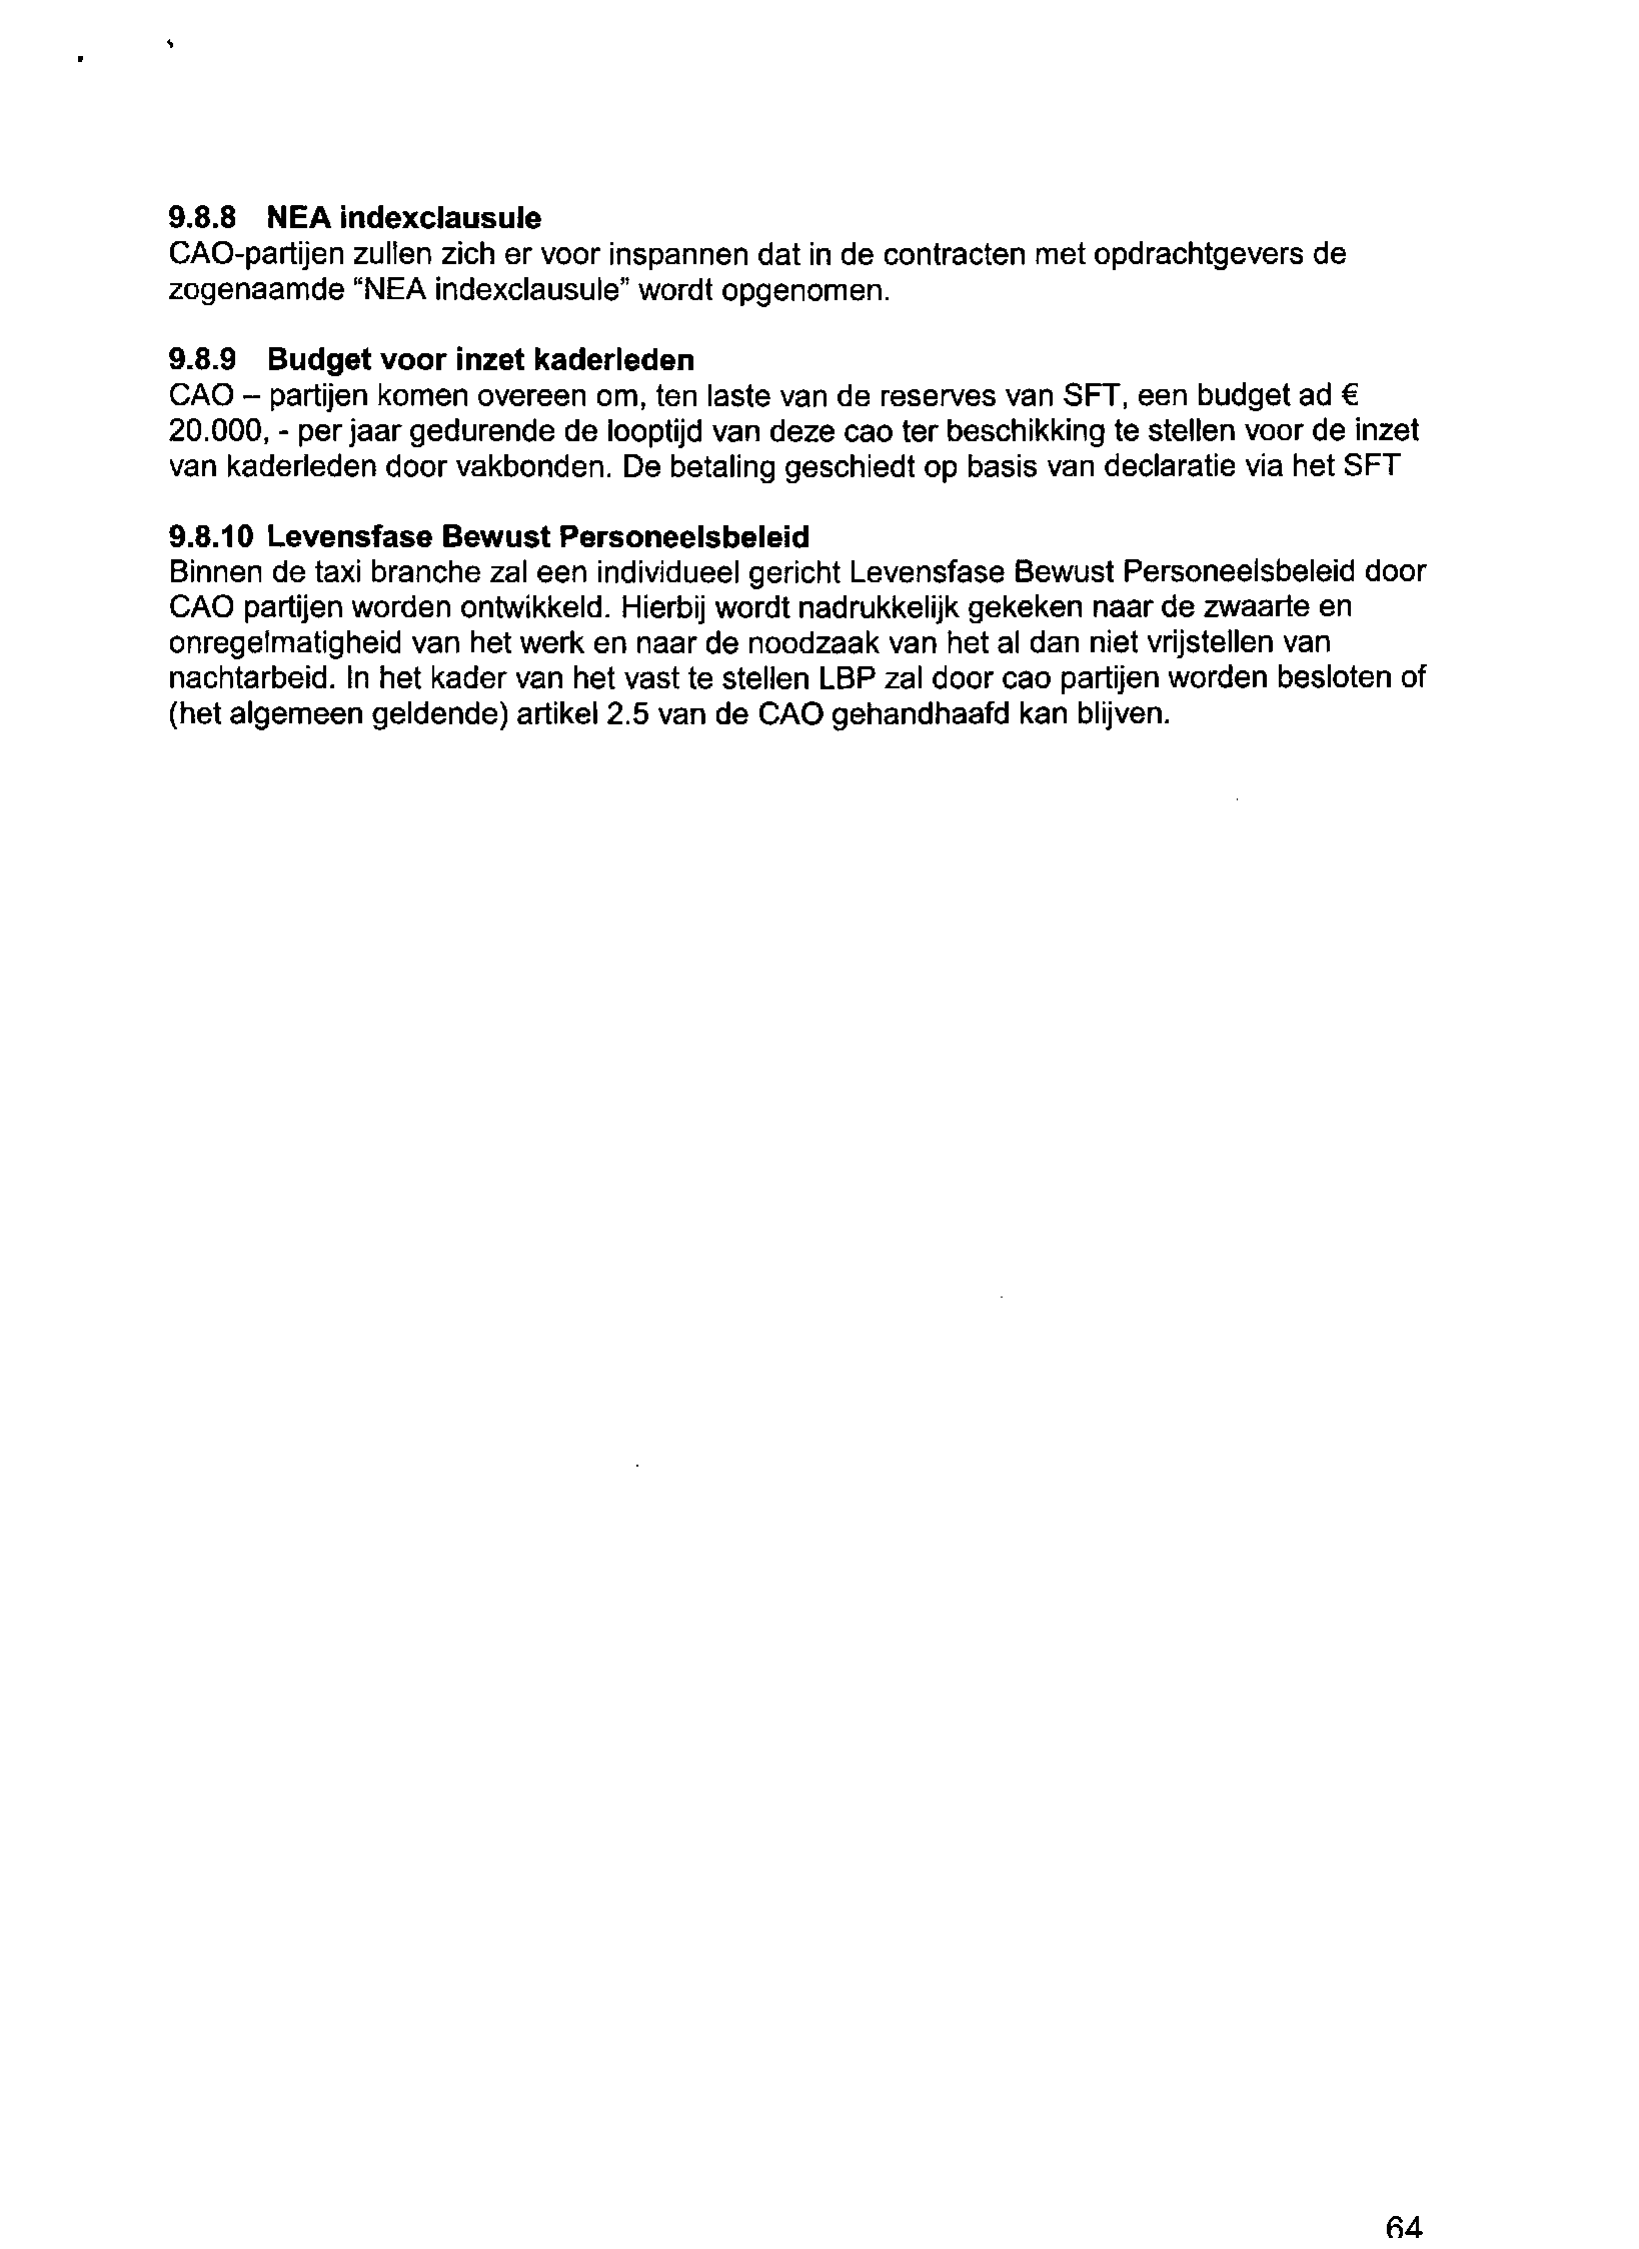 9.8.8 NEA indexclausule
CAO-partijen zullen zich er voor inspannen dat in de contracten met opdrachtgevers de
zogenaamde “NEA indexclausule” wordt opgenomen.
9.8.9 Budget voor inzet kaderleden
CAO – partijen komen overeen om, ten laste van de reserves van SFT, een budget ad €
20.000, - per jaar gedurende de looptijd van deze cao ter beschikking te stellen voor de inzet
van kaderleden door vakbonden. De betaling geschiedt op basis van declaratie via het SFT
9.8.10 Levensfase Bewust Personeelsbeleid
Binnen de taxi branche zal een individueel gericht Levensfase Bewust Personeelsbeleid door
CAO partijen worden ontwikkeld. Hierbij wordt nadrukkelijk gekeken naar de zwaarte en
onregelmatigheid van het werk en naar de noodzaak van het al dan niet vrijstellen van
nachtarbeid. In het kader van het vast te stellen LBP zal door cao partijen worden besloten of
(het algemeen geldende) artikel 2.5 van de CAO gehandhaafd kan blijven.
64